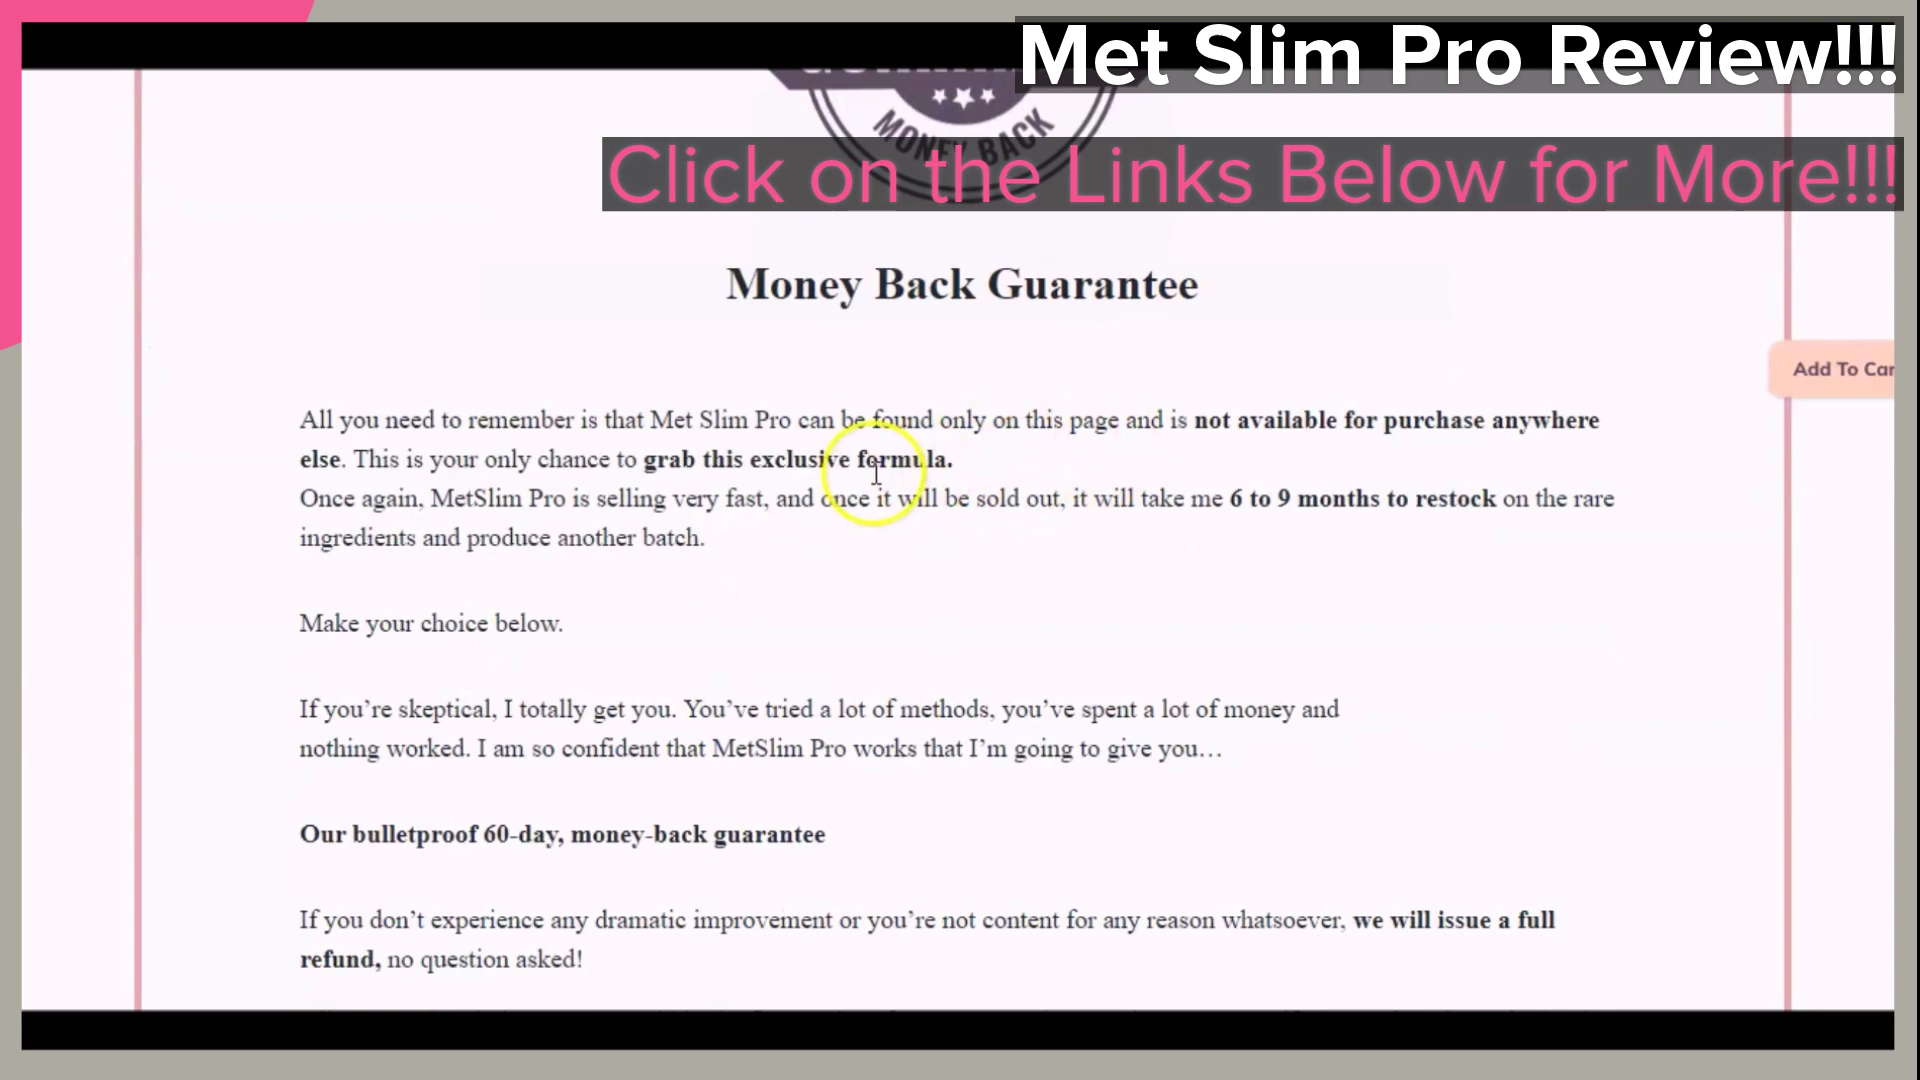 Met Slim Pro Review!!!
MONEY BACK
Click on the Links Below for More!!!
Money Back Guarantee
Add To Car
All you need to remember is that Met Slim Pro can be found only on this page and is not available for purchase anywhere
else. This is your only chance to grab this exclusive formula.
Once again, MetSlim Pro is selling very fast, and once it will be sold out, it will take me 6 to 9 months to restock on the rare
ingredients and produce another batch.
Make your choice below.
If you’re skeptical, I totally get you. You’ve tried a lot of methods, you’ve spent a lot of money and
nothing worked. I am so confident that MetSlim Pro works that I’m going to give you…
Our bulletproof 60-day, money-back guarantee
If you don’t experience any dramatic improvement or you’re not content for any reason whatsoever, we will issue a full
refund, no question asked!